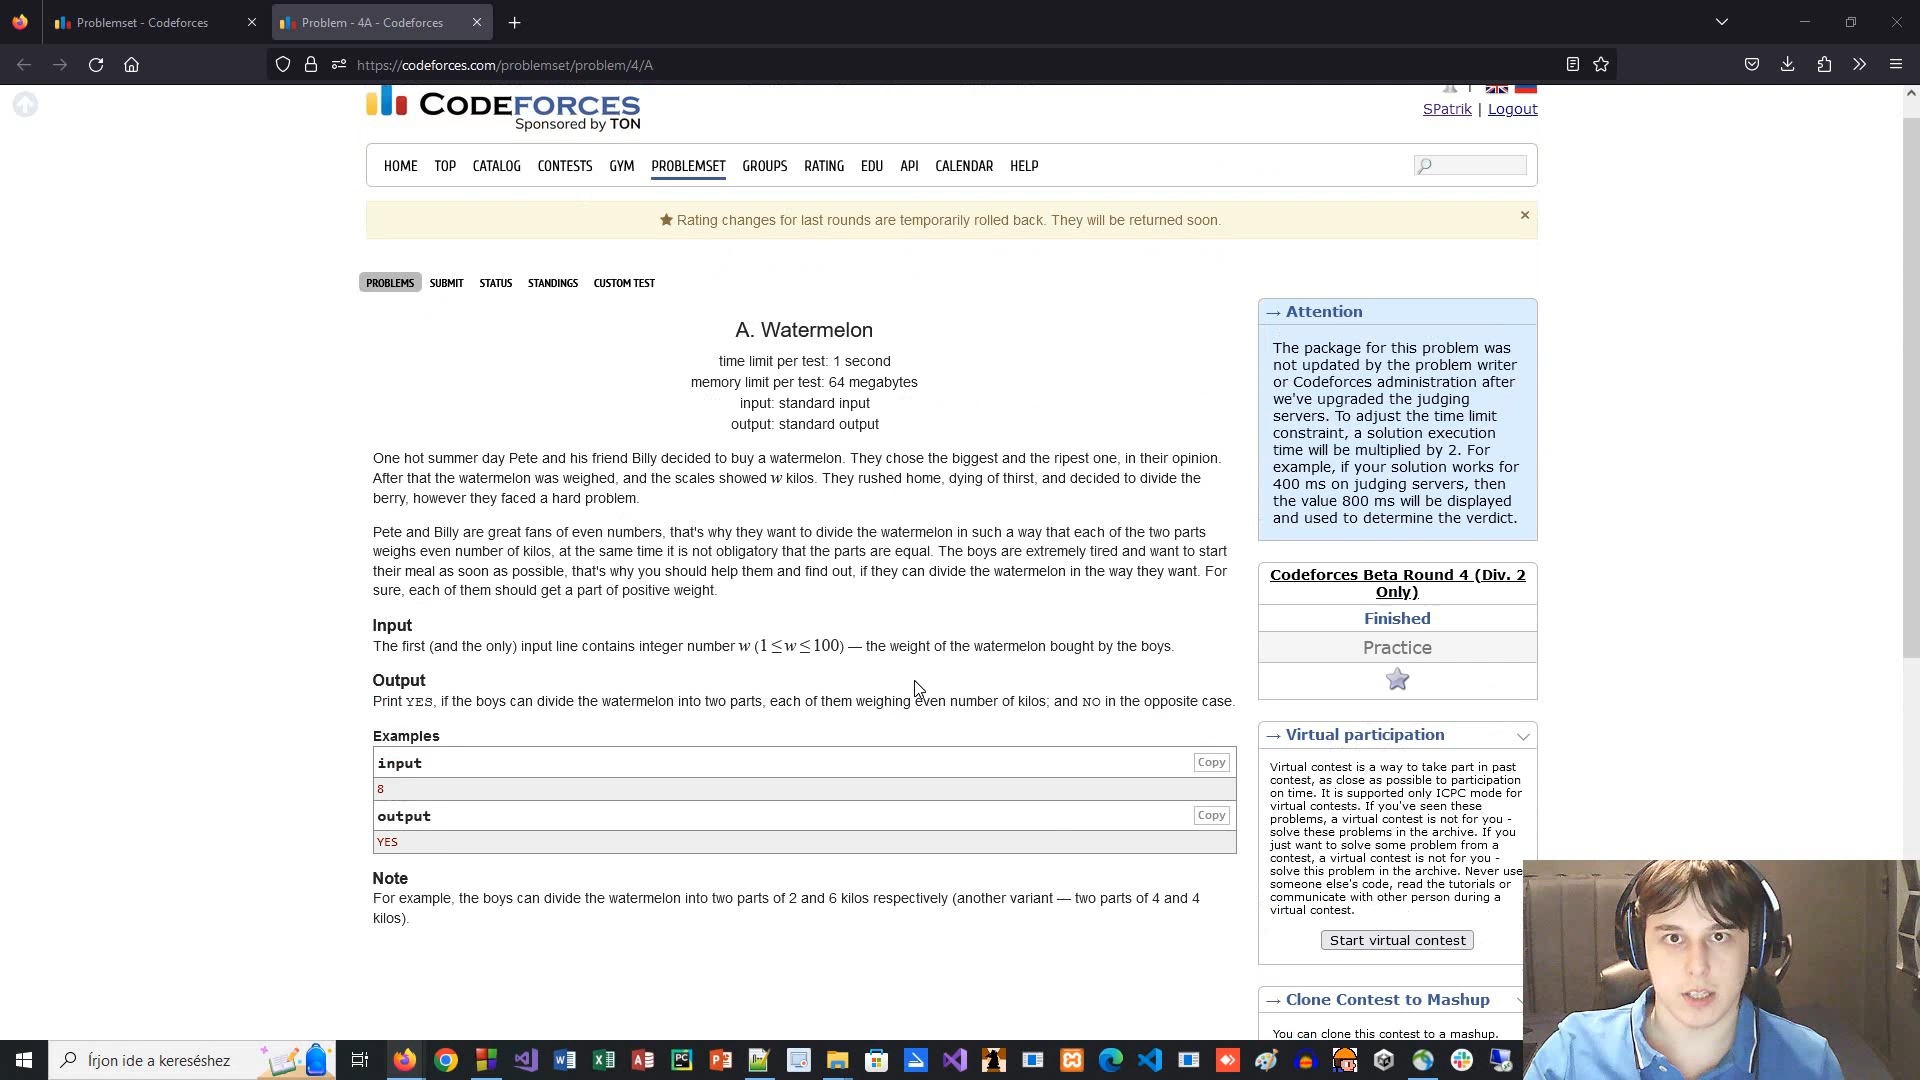 Problemset - Codeforces
Problem - 4A - Codeforces
https://codeforces.com/problemset/problem/4/A
CODEFORCES
Sponsored by TON
SPatrik | Logout
HOME TOP CATALOG CONTESTS GYM PROBLEMSET GROUPS RATING EDU API CALENDAR HELP
Rating changes for last rounds are temporarily rolled back. They will be returned soon.
PROBLEMS SUBMIT STATUS STANDINGS CUSTOM TEST
A. Watermelon
time limit per test: 1 second
memory limit per test: 64 megabytes
input: standard input
output: standard output
One hot summer day Pete and his friend Billy decided to buy a watermelon. They chose the biggest and the ripest one, in their opinion.
After that the watermelon was weighed, and the scales showed w kilos. They rushed home, dying of thirst, and decided to divide the
berry, however they faced a hard problem.
Pete and Billy are great fans of even numbers, that's why they want to divide the watermelon in such a way that each of the two parts
weighs even number of kilos, at the same time it is not obligatory that the parts are equal. The boys are extremely tired and want to start
their meal as soon as possible, that's why you should help them and find out, if they can divide the watermelon in the way they want. For
sure, each of them should get a part of positive weight.
Input
The first (and the only) input line contains integer number w (1 ≤ w ≤ 100) — the weight of the watermelon bought by the boys.
Output
Print YES, if the boys can divide the watermelon into two parts, each of them weighing even number of kilos; and NO in the opposite case.
Examples
input
Copy
8
output
Copy
YES
Note
For example, the boys can divide the watermelon into two parts of 2 and 6 kilos respectively (another variant — two parts of 4 and 4
kilos).
→ Attention
The package for this problem was
not updated by the problem writer
or Codeforces administration after
we've upgraded the judging
servers. To adjust the time limit
constraint, a solution execution
time will be multiplied by 2. For
example, if your solution works for
400 ms on judging servers, then
the value 800 ms will be displayed
and used to determine the verdict.
Codeforces Beta Round 4 (Div. 2
Only)
Finished
Practice
→ Virtual participation
Virtual contest is a way to take part in past
contest, as close as possible to participation
on time. It is supported only ICPC mode for
virtual contests. If you've seen these
problems, a virtual contest is not for you -
solve these problems in the archive. If you
just want to solve some problem from a
contest, a virtual contest is not for you -
solve this problem in the archive. Never use
someone else's code, read the tutorials or
communicate with other person during a
virtual contest.
Start virtual contest
→ Clone Contest to Mashup
You can clone this contest to a mashup.
Írjon ide a kereséshez